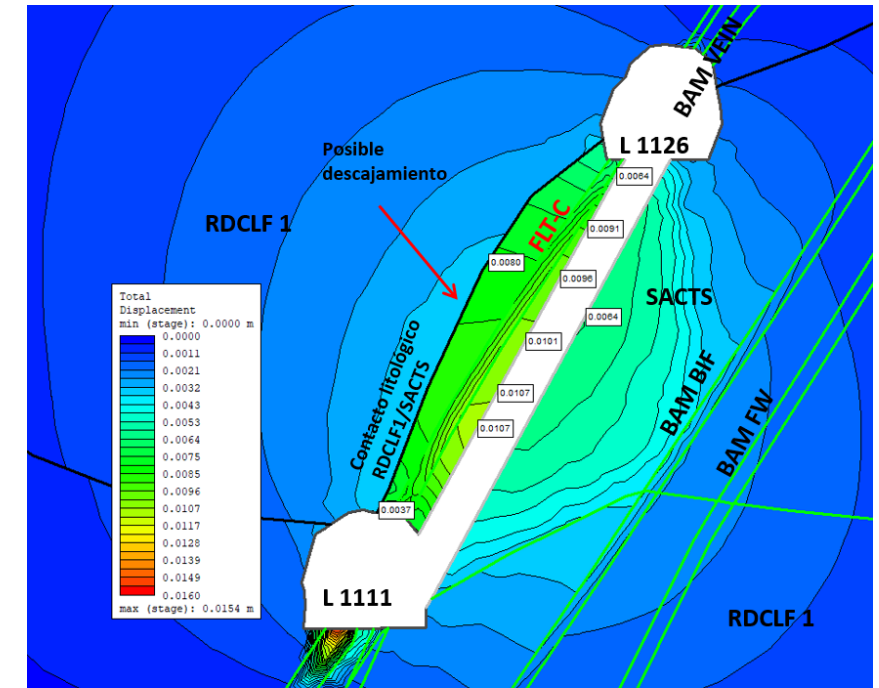 BAM VEIN
L 1126
Posible
descajamiento
0.0064
RDCLF 1
FLT-C
0.0091
0.0080
0.0096
SACTS
0.0064
Total
Displacement
min (stage): 0.0000 m
0.0000
0.0011
0.0021
0.0032
0.0043
0.0053
0.0064
0.0075
0.0085
0.0096
0.0107
0.0117
0.0128
0.0139
0.0149
0.0160
max (stage): 0.0154 m
0.0101
Contacto litológico
RDCLF1/SACTS
BAM BIF
0.0107
BAM FW
0.0107
0.0037
L 1111
RDCLF 1